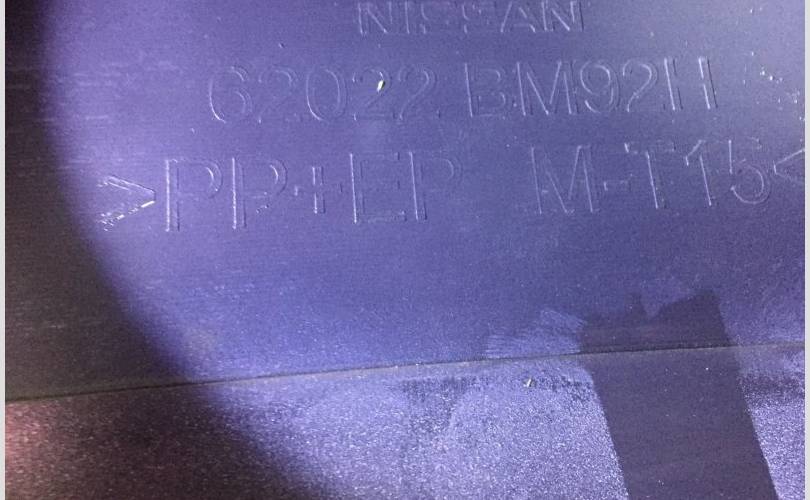 NISSAN
62022 BM92H
>PP+EP M-T15<